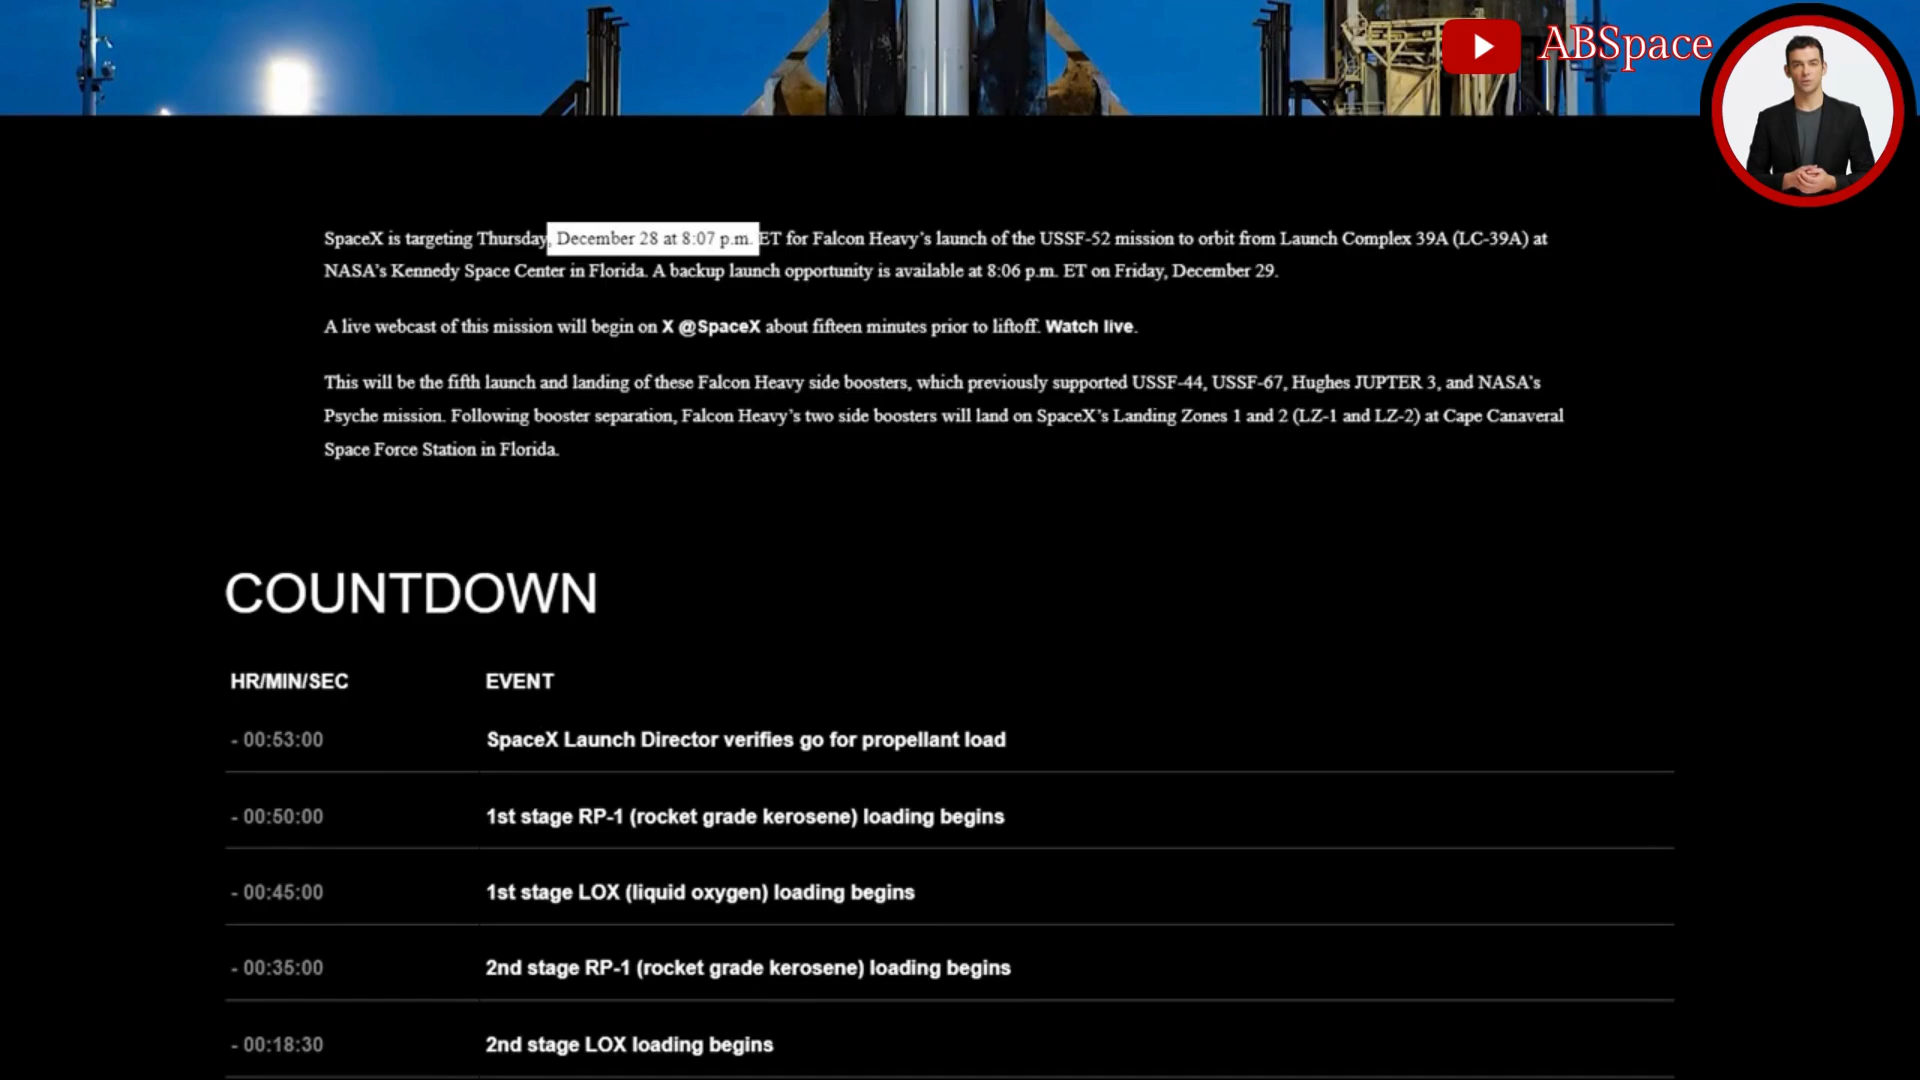 ABSpace
SpaceX is targeting Thursday, December 28 at 8:07 p.m. ET for Falcon Heavy’s launch of the USSF-52 mission to orbit from Launch Complex 39A (LC-39A) at
NASA’s Kennedy Space Center in Florida. A backup launch opportunity is available at 8:06 p.m. ET on Friday, December 29.
A live webcast of this mission will begin on X @SpaceX about fifteen minutes prior to liftoff. Watch live.
This will be the fifth launch and landing of these Falcon Heavy side boosters, which previously supported USSF-44, USSF-67, Hughes JUPTER 3, and NASA’s
Psyche mission. Following booster separation, Falcon Heavy’s two side boosters will land on SpaceX’s Landing Zones 1 and 2 (LZ-1 and LZ-2) at Cape Canaveral
Space Force Station in Florida.
COUNTDOWN
HR/MIN/SEC EVENT
- 00:53:00 SpaceX Launch Director verifies go for propellant load
- 00:50:00 1st stage RP-1 (rocket grade kerosene) loading begins
- 00:45:00 1st stage LOX (liquid oxygen) loading begins
- 00:35:00 2nd stage RP-1 (rocket grade kerosene) loading begins
- 00:18:30 2nd stage LOX loading begins